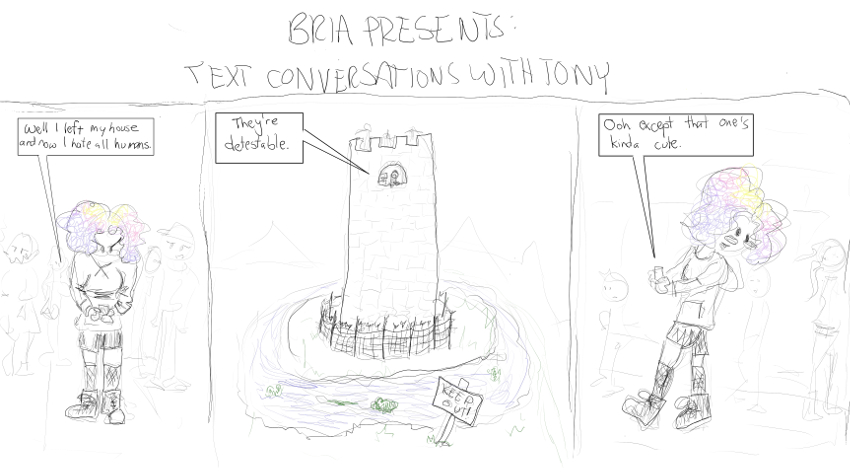 BRIA PRESENTS:
TEXT CONVERSATIONS WITH TONY
Well I left my house
and now I hate all humans.
They're
detestable.
KEEP
OUT!
Ooh except that one's
kinda cute.